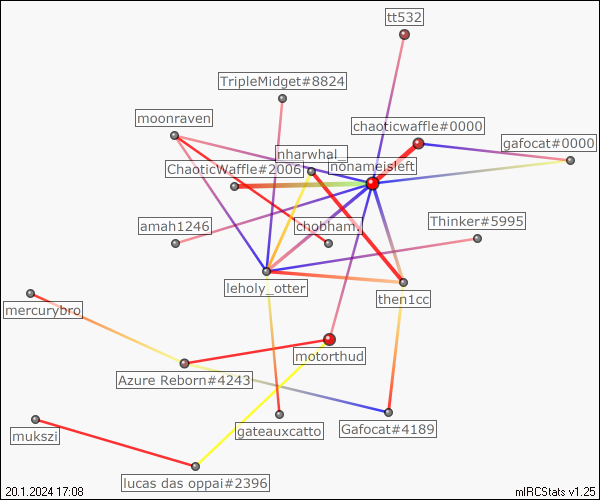 tt532
TripleMidget#8824
moonraven
chaoticwaffle#0000
gafocat#0000
nharwhal_
nonameisleft
ChaoticWaffle#2006
amah1246
chobham
Thinker#5995
leholy_otter
then1cc
mercurybro
motorthud
Azure Reborn#4243
mukszi
gateauxcatto
Gafocat#4189
lucas das oppai#2396
20.1.2024 17:08
mIRCStats v1.25